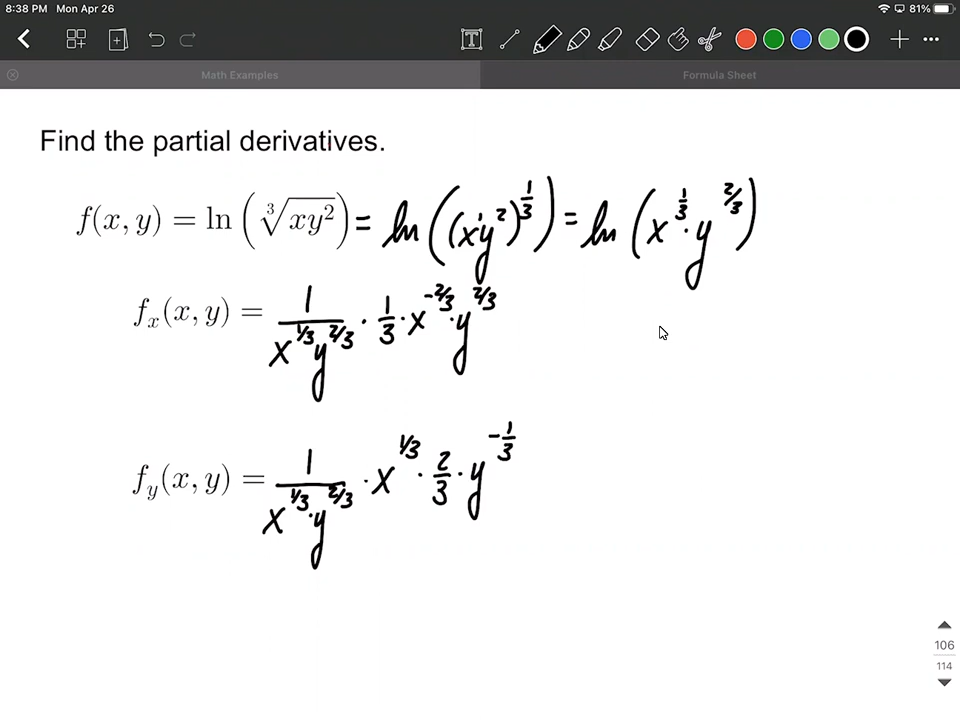 8:38 PM Mon Apr 26 81%
Math Examples Formula Sheet
Find the partial derivatives.
f(x, y) = ln (∛(xy²)) = ln ((x¹y²)^(1/3)) = ln (x^(1/3) · y^(2/3))
f_x(x, y) = 1/(x^(1/3) y^(2/3)) · 1/3 · x^(-2/3) · y^(2/3)
f_y(x, y) = 1/(x^(1/3) · y^(2/3)) · x^(1/3) · 2/3 · y^(-1/3)
106
114